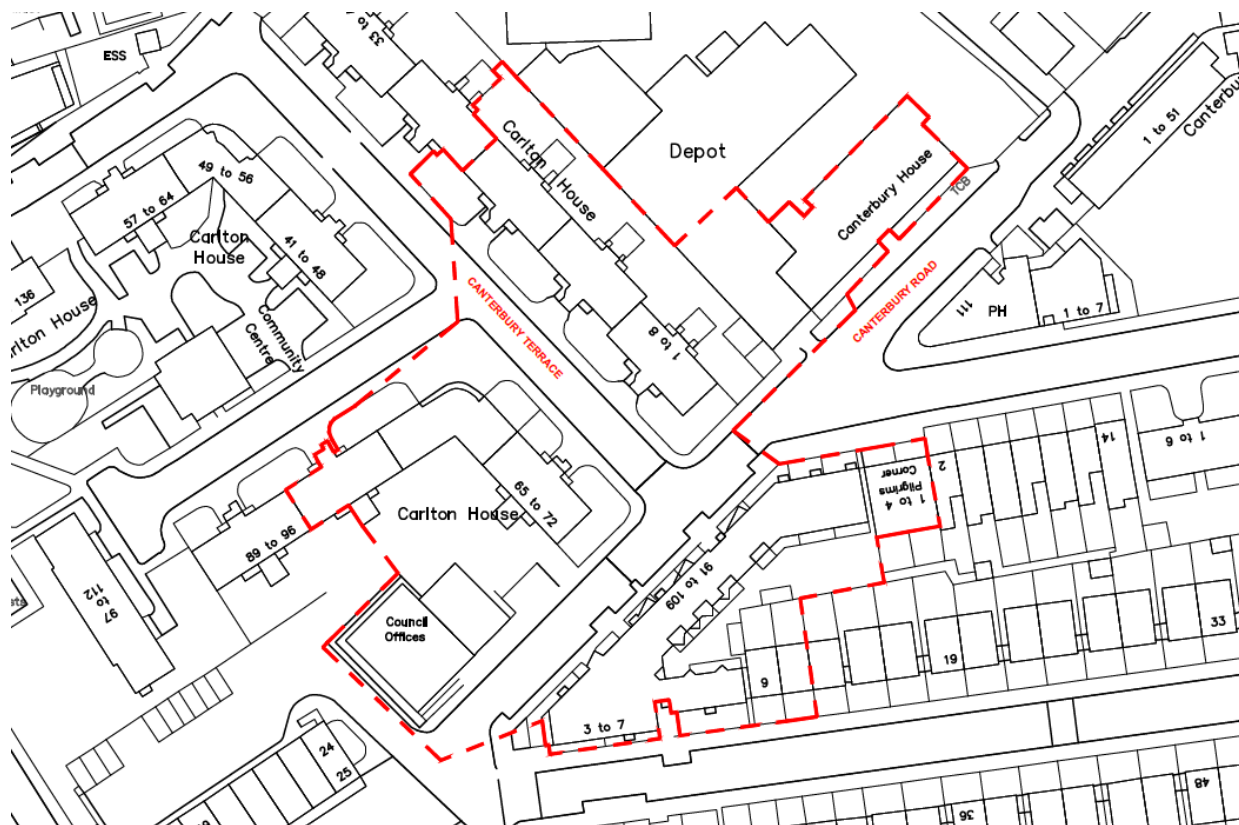 ESS
33 to
49 to 56
57 to 64
Carlton
House
41 to 48
136
rlton House
Community
Centre
Playground
Carlton House
Depot
Canterbury House
TCB
1 to 51
Canterbu
CANTERBURY TERRACE
CANTERBURY ROAD
PH
111
1 to 7
1 to 8
65 to 72
Carlton House
89 to 96
97
to
112
Council
Offices
91 to 109
1 to 4
Pilgrims
Corner
2
14
1 to 6
9
19
33
3 to 7
24
25
36
48